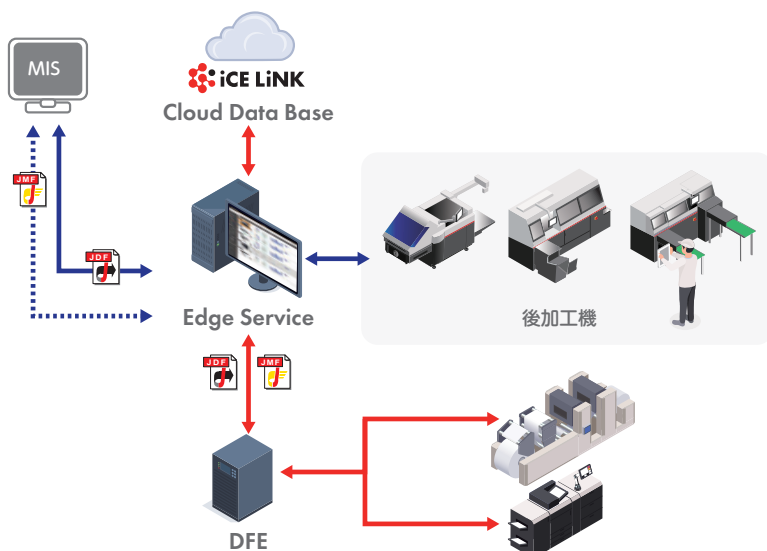 MIS
iCE LiNK
Cloud Data Base
JMF
JDF
Edge Service
後加工機
JDF
JMF
DFE